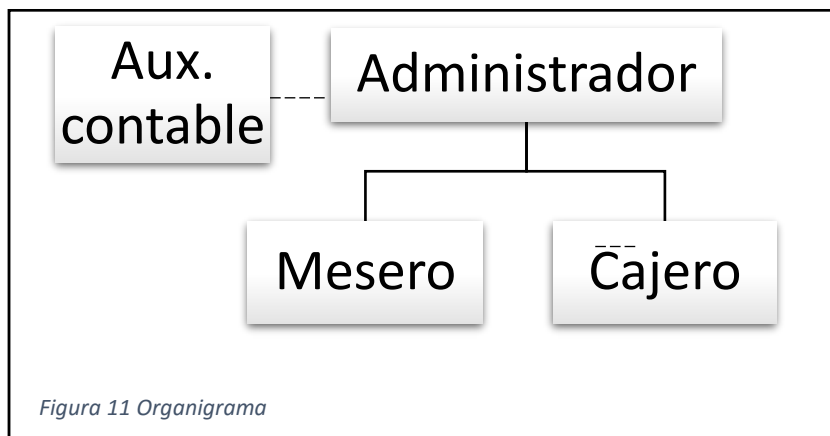 Aux.
contable
Administrador
Mesero
Cajero
Figura 11 Organigrama